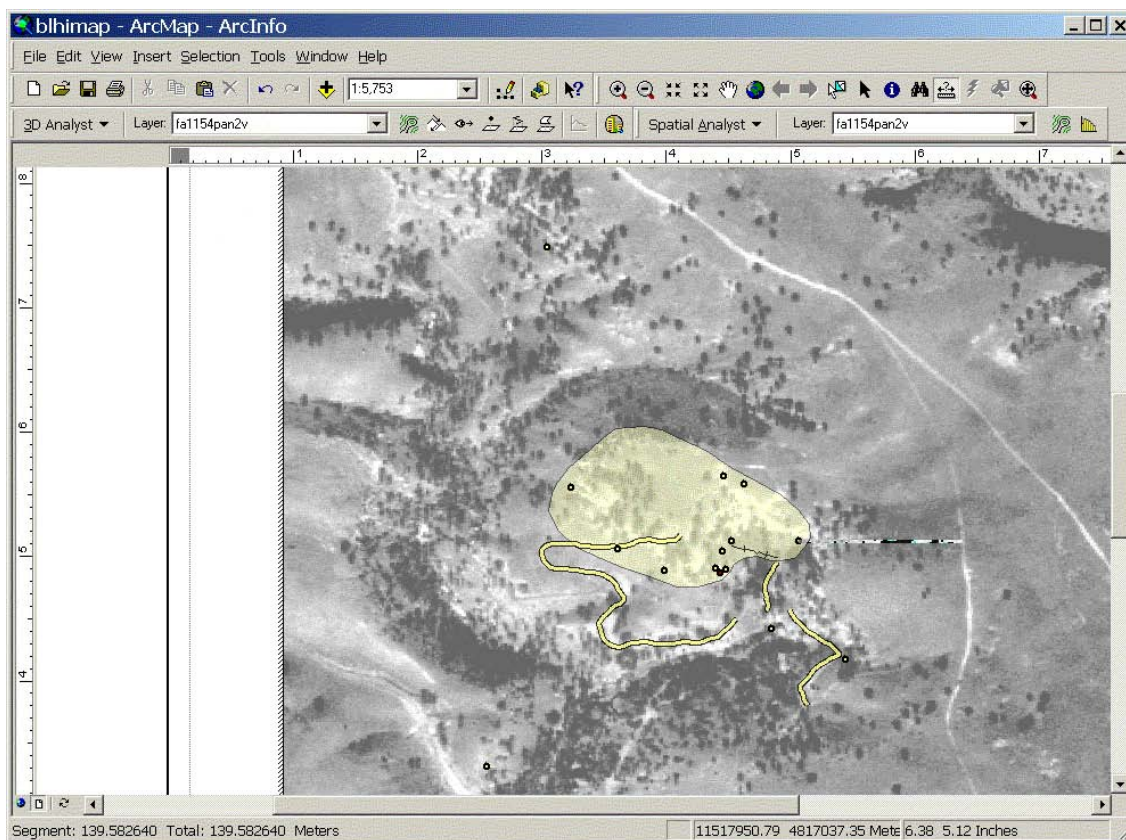 blhimap - ArcMap - ArcInfo
File Edit View Insert Selection Tools Window Help
1:5,753
3D Analyst Layer: fa1154pan2v Spatial Analyst Layer: fa1154pan2v
1 2 3 4 5 6 7
8
7
6
5
4
Segment: 139.582640 Total: 139.582640 Meters 11517950.79 4817037.35 Mete 6.38 5.12 Inches